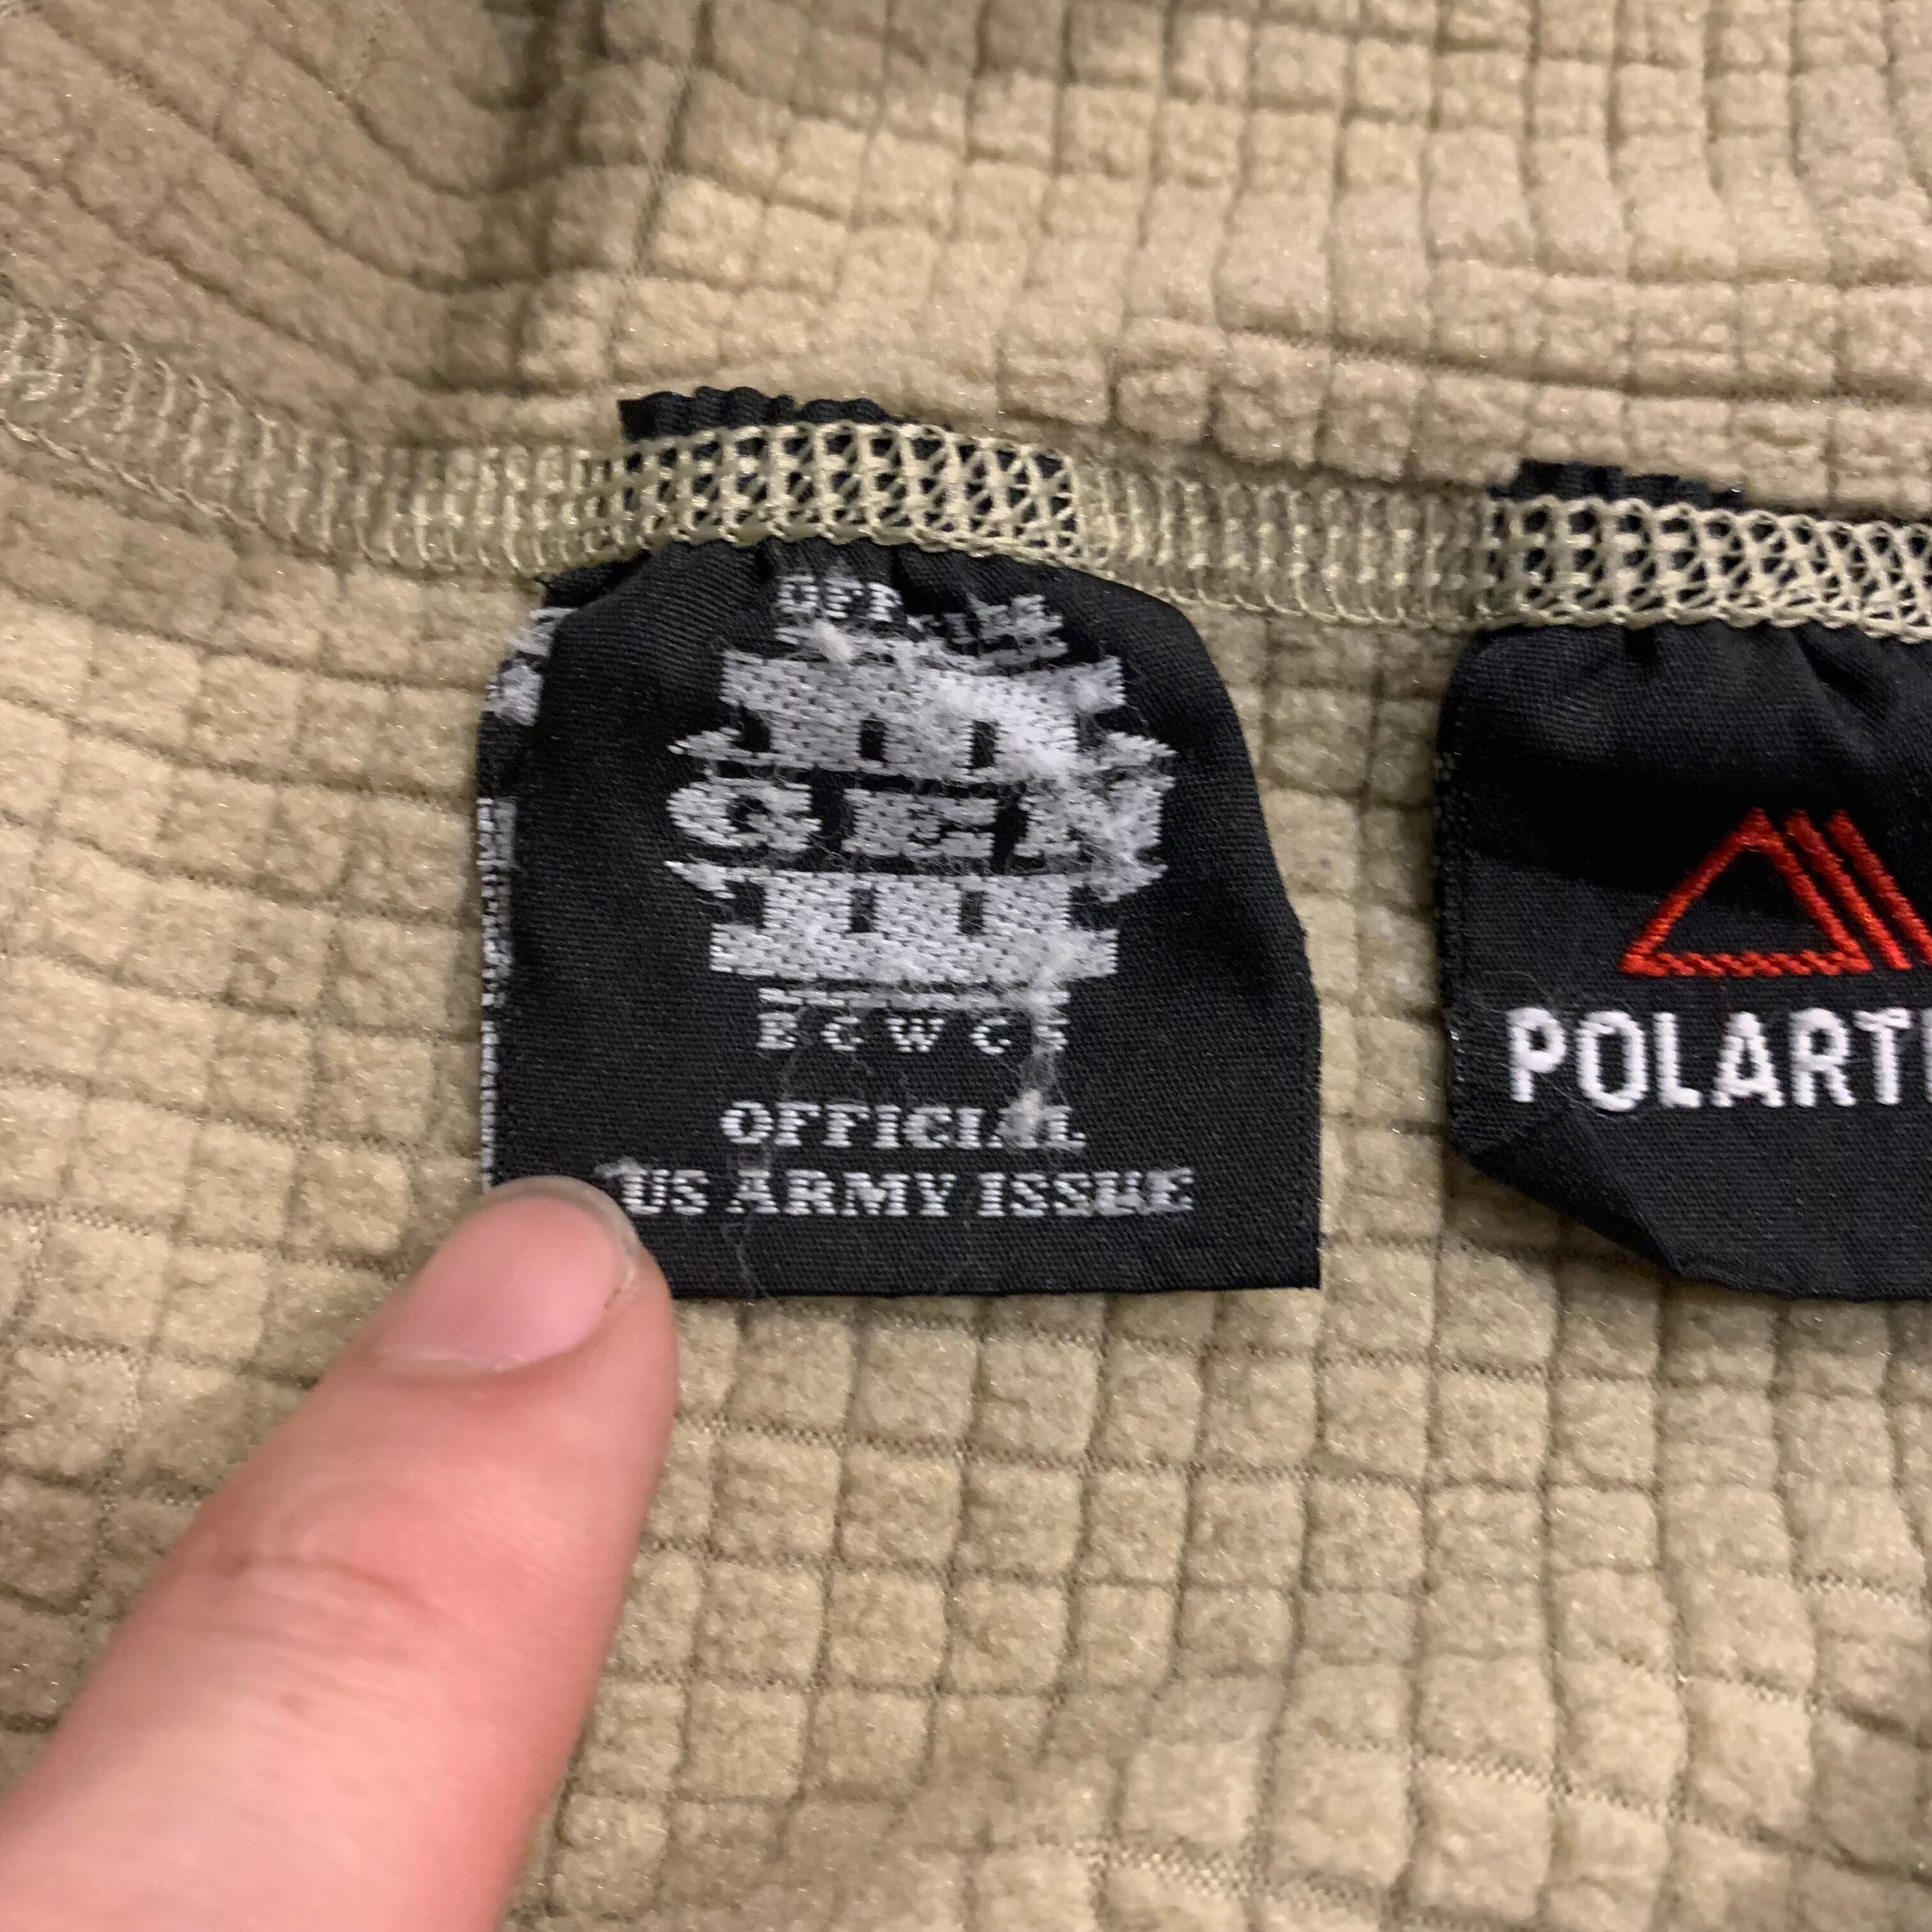 GEN
III
ECWCS
OFFICIAL
US ARMY ISSUE
POLART